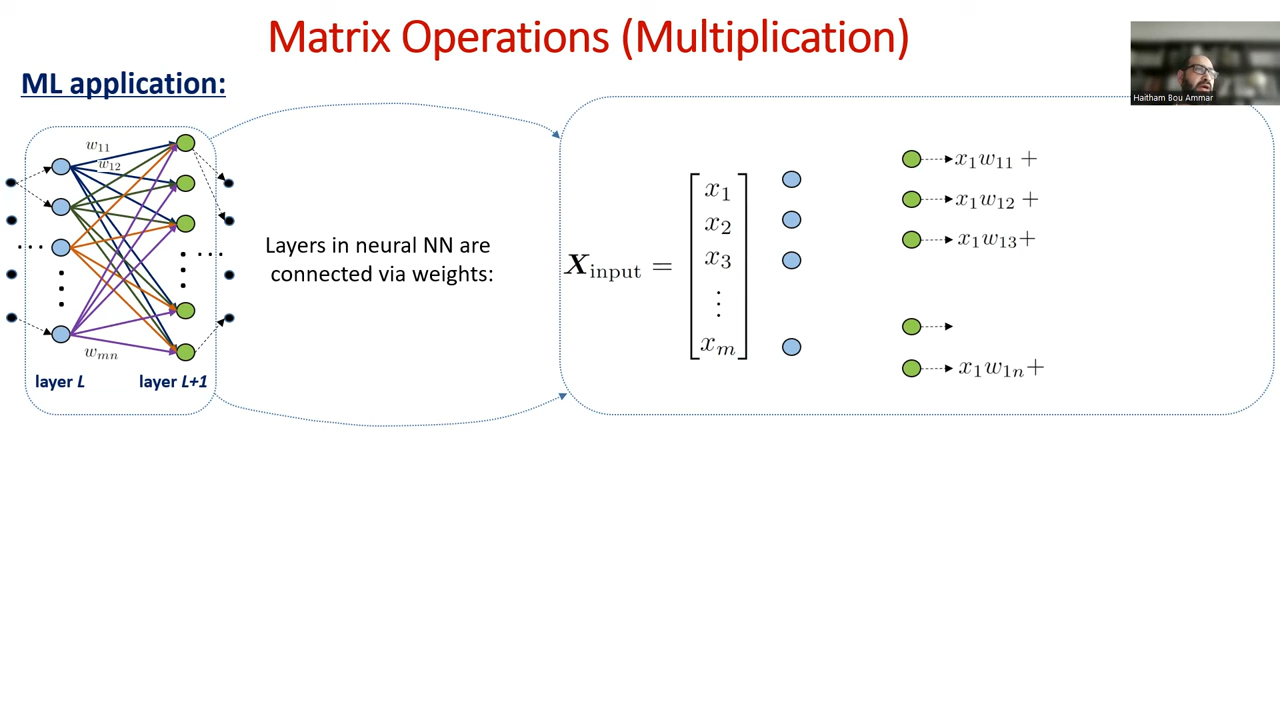 Matrix Operations (Multiplication)
Haitham Bou Ammar
ML application:
w₁₁
w₁₂
wₘₙ
layer L
layer L+1
Layers in neural NN are
connected via weights:
X_input =
x₁
x₂
x₃
⋮
xₘ
x₁w₁₁ +
x₁w₁₂ +
x₁w₁₃+
x₁w₁ₙ+